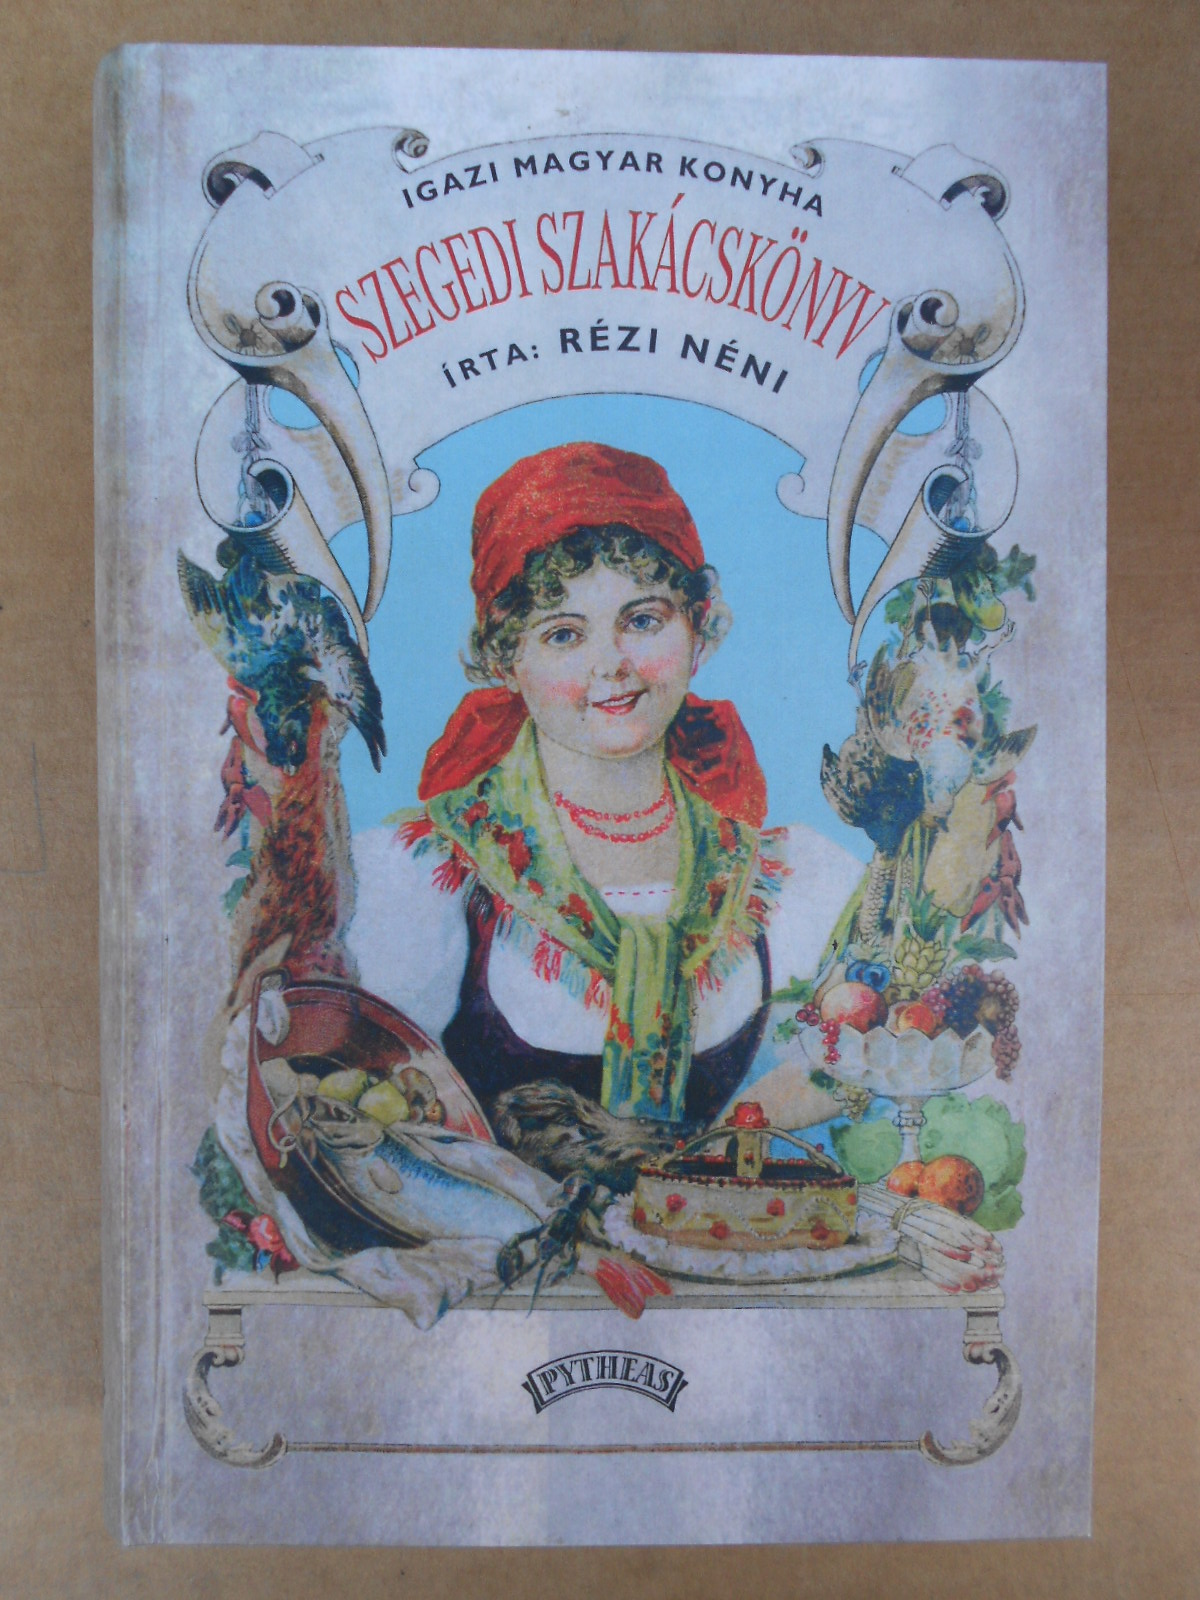 IGAZI MAGYAR KONYHA
SZEGEDI SZAKÁCSKÖNYV
ÍRTA: RÉZI NÉNI
PYTHEAS